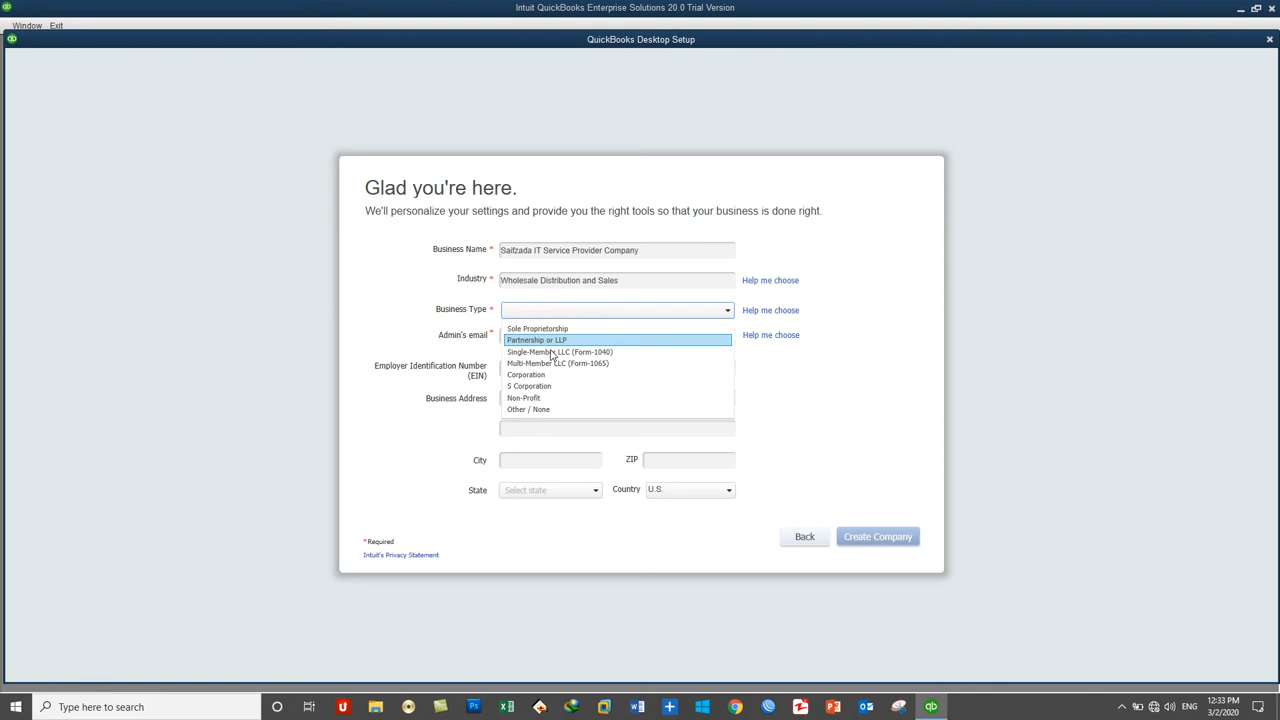 Intuit QuickBooks Enterprise Solutions 20.0 Trial Version
Window Exit
QuickBooks Desktop Setup
Glad you're here.
We'll personalize your settings and provide you the right tools so that your business is done right.
Business Name * Saifzada IT Service Provider Company
Industry * Wholesale Distribution and Sales Help me choose
Business Type * Help me choose
Sole Proprietorship
Admin's email * Help me choose
Partnership or LLP
Single-Member LLC (Form-1040)
Employer Identification Number
(EIN)
Multi-Member LLC (Form-1065)
Corporation
S Corporation
Business Address
Non-Profit
Other / None
City ZIP
State Select state Country U.S.
Back Create Company
*Required
Intuit's Privacy Statement
Type here to search
ENG
12:33 PM
3/2/2020